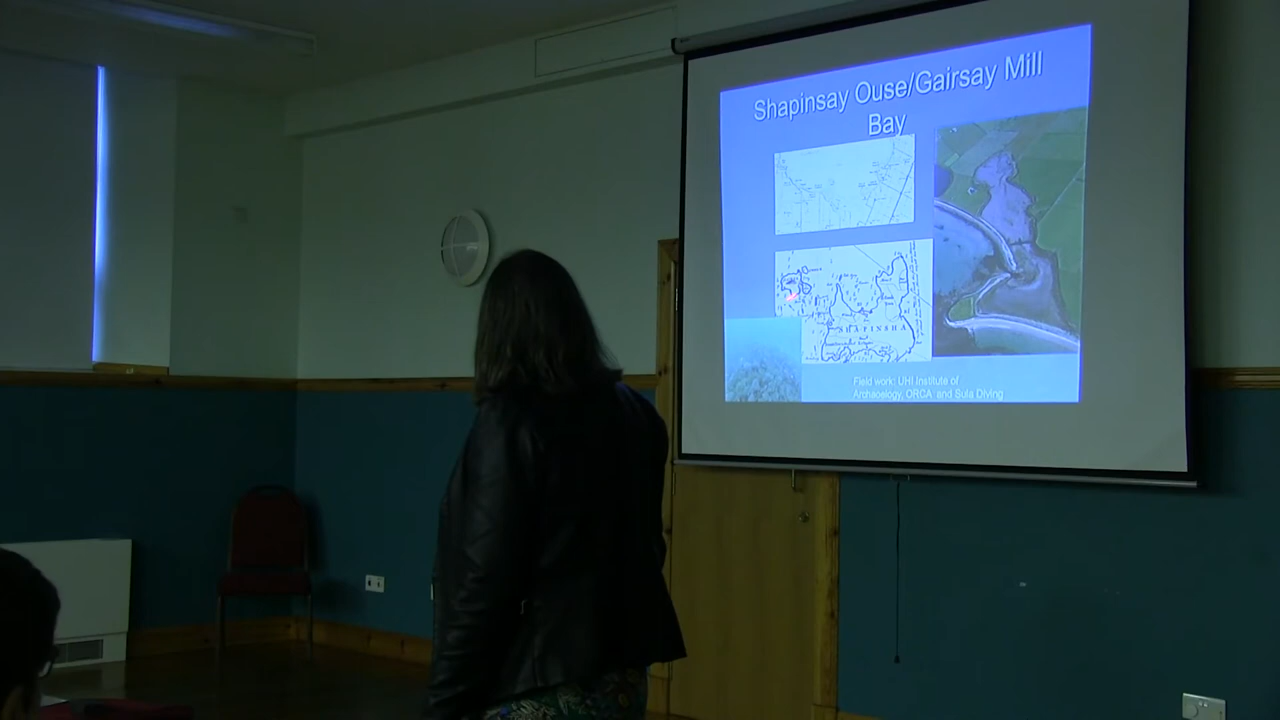 Shapinsay Ouse/Gairsay Mill
Bay
SHAPINSHA
Field work: UHI Institute of
Archaeology, ORCA and Sula Diving